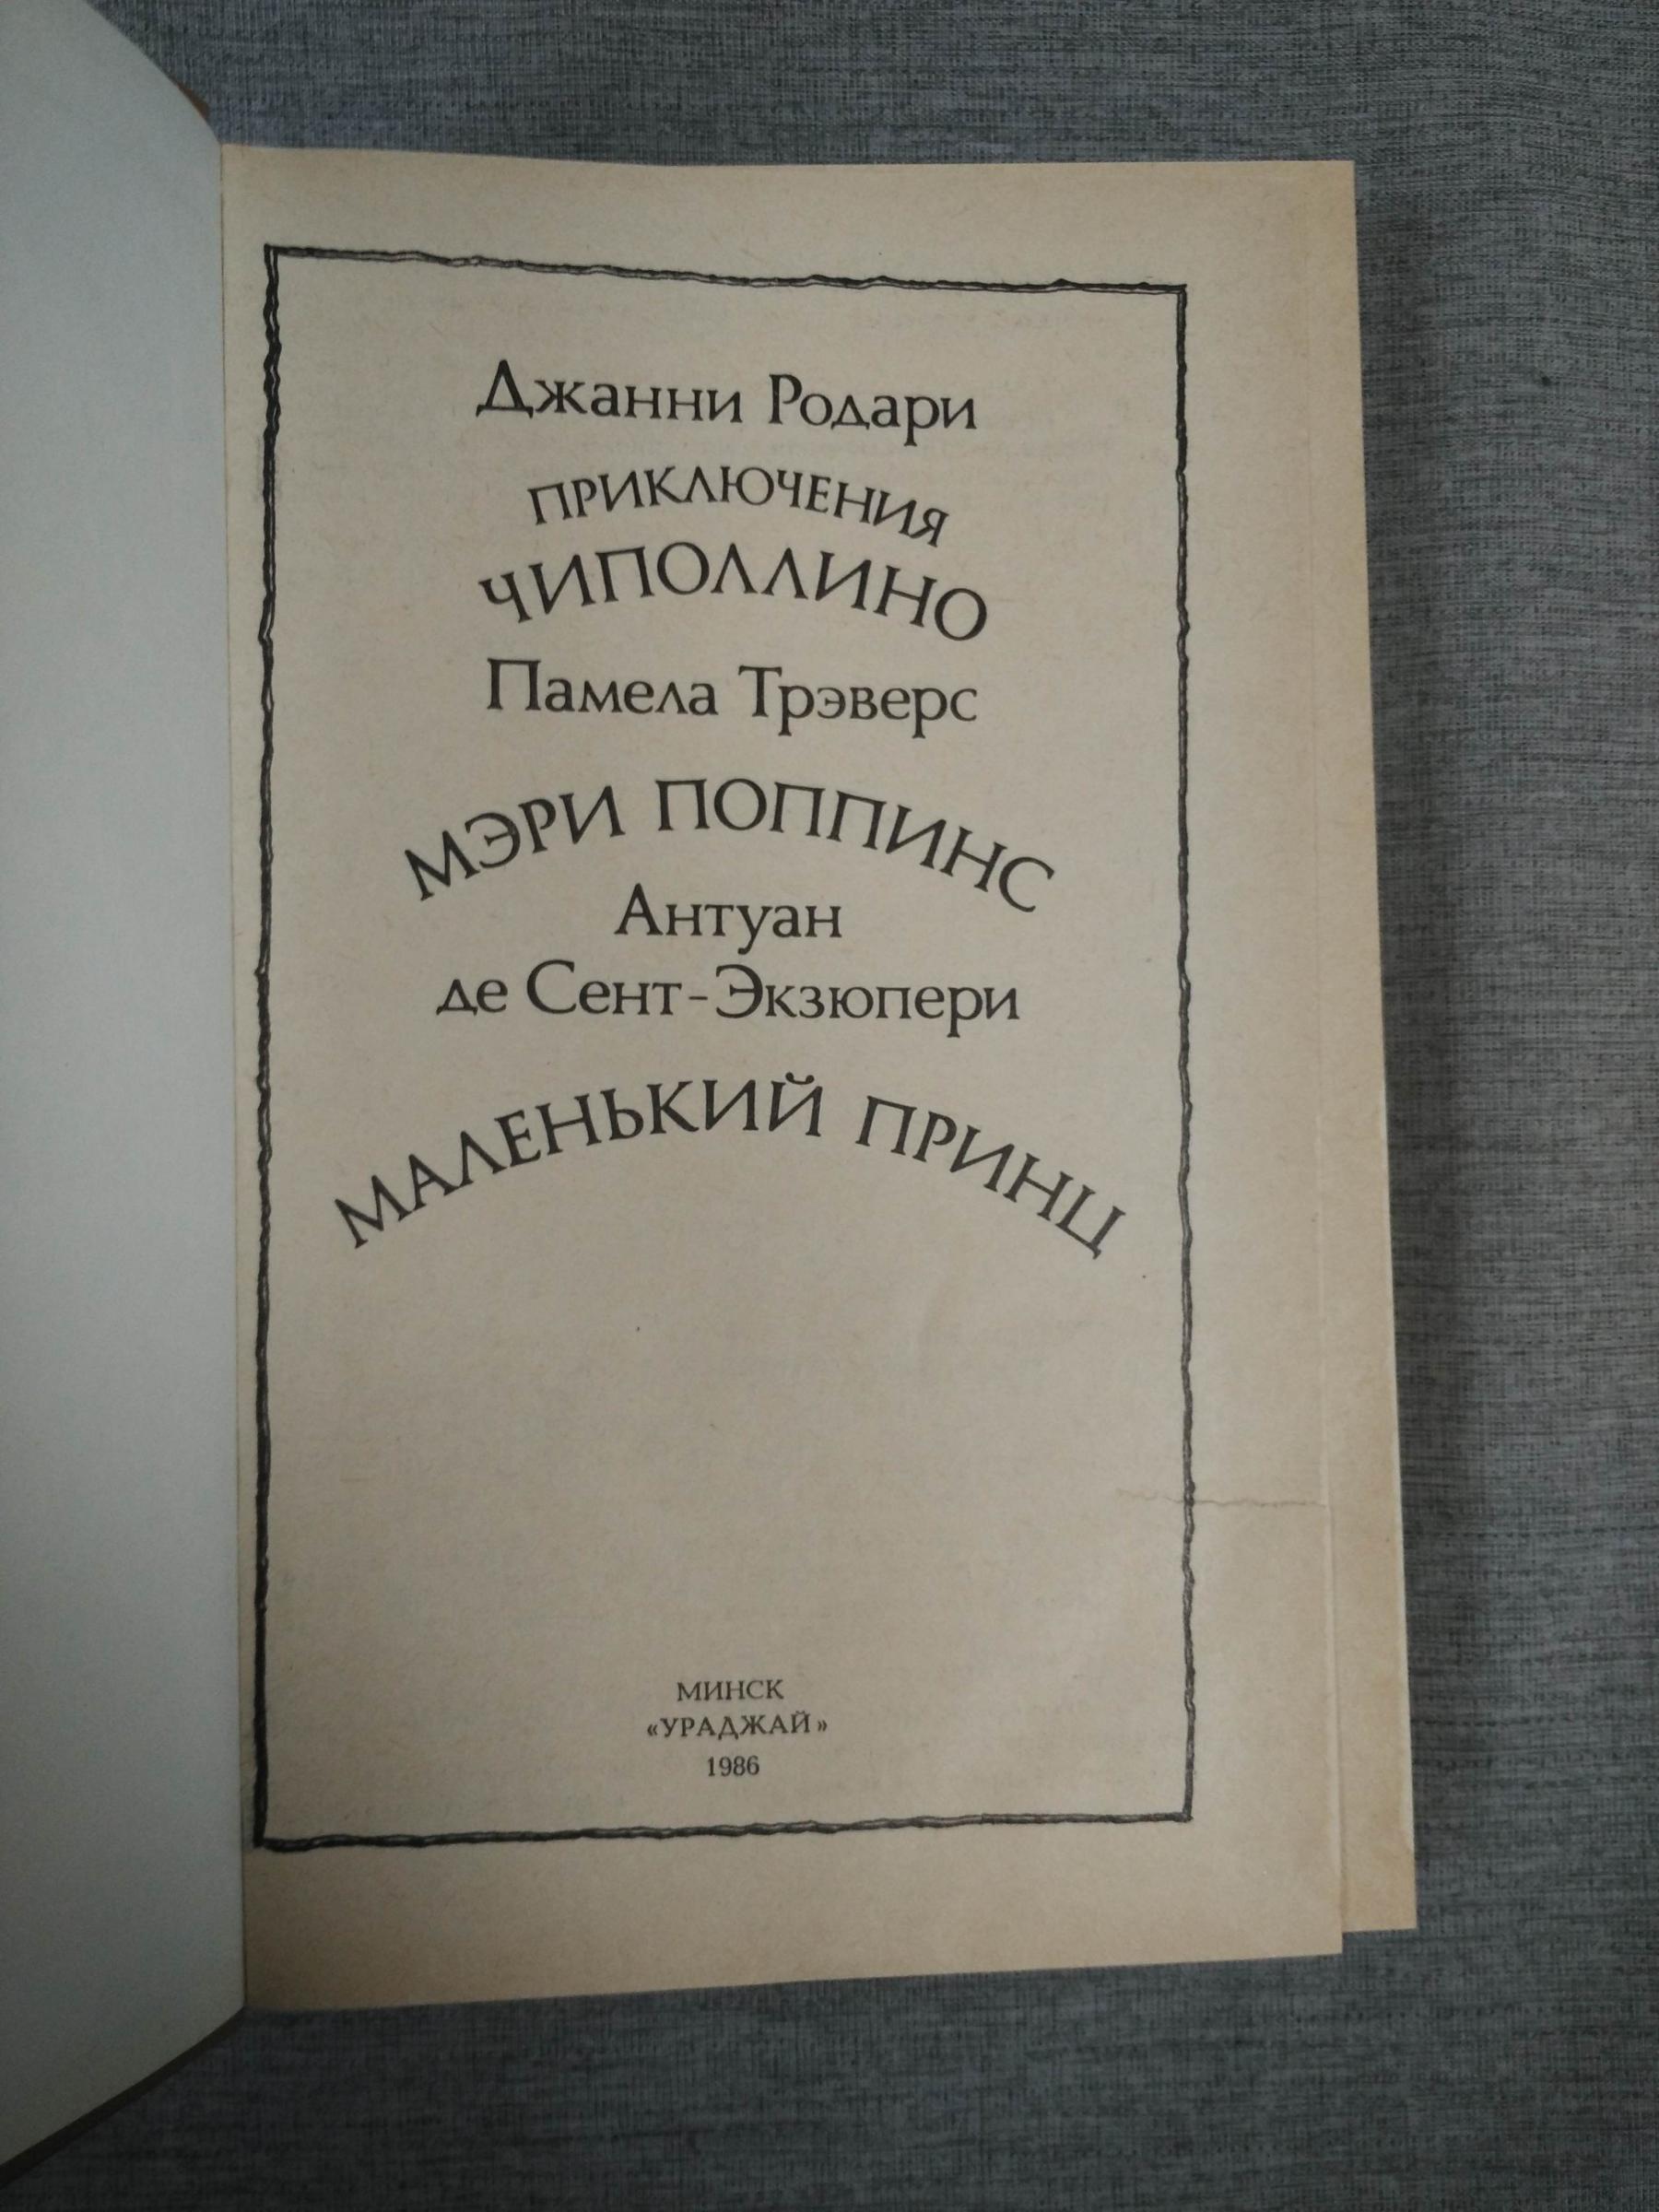 Джанни Родари
ПРИКЛЮЧЕНИЯ
ЧИПОЛЛИНО
Памела Трэверс
МЭРИ ПОППИНС
Антуан
де Сент-Экзюпери
МАЛЕНЬКИЙ ПРИНЦ
МИНСК
«УРАДЖАЙ»
1986